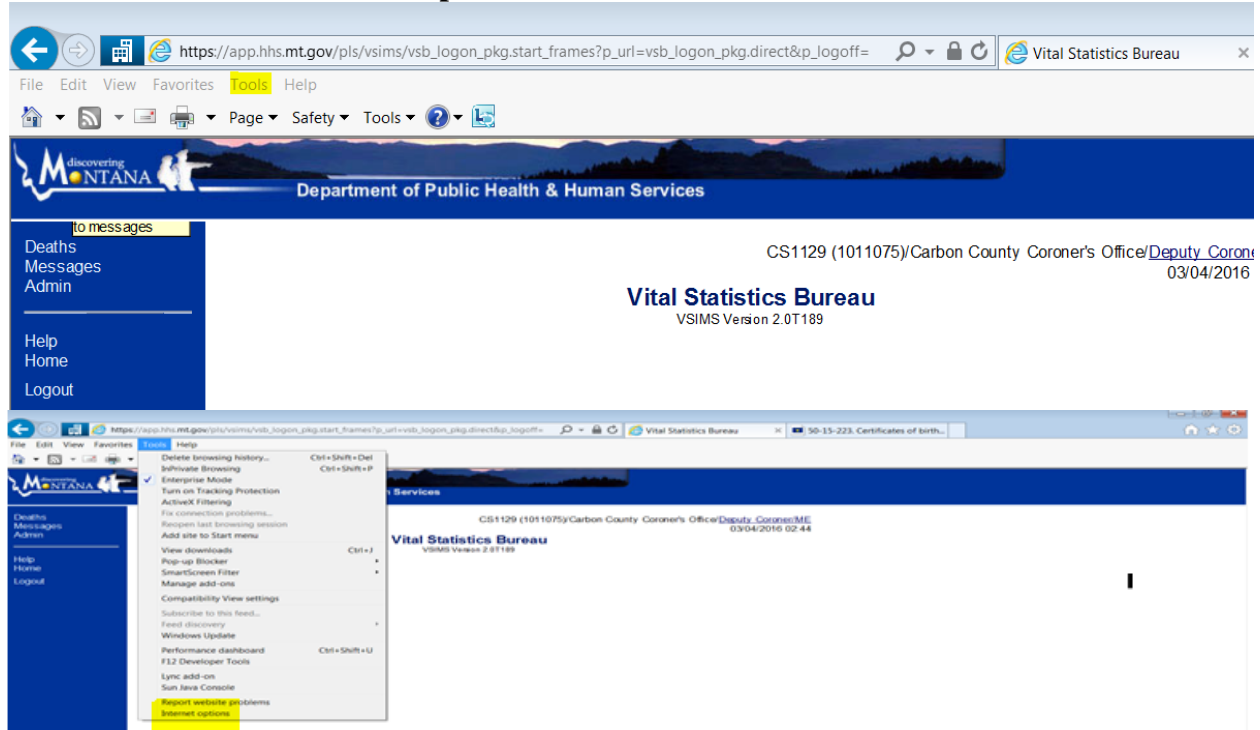 https://app.hhs.mt.gov/pls/vsims/vsb_logon_pkg.start_frames?p_url=vsb_logon_pkg.direct&p_logoff= Vital Statistics Bureau ×
File Edit View Favorites Tools Help
Page Safety Tools
discovering
MONTANA
Department of Public Health & Human Services
to messages
Deaths
Messages
Admin
Help
Home
Logout
CS1129 (1011075)/Carbon County Coroner's Office/Deputy Corone
03/04/2016
Vital Statistics Bureau
VSIMS Version 2.0T189
https://app.hhs.mt.gov/pls/vsims/vsb_logon_pkg.start_frames?p_url=vsb_logon_pkg.direct&p_logoff= Vital Statistics Bureau × 50-15-223. Certificates of birth...
File Edit View Favorites Tools Help
MONTANA
n Services
Deaths
Messages
Admin
Help
Home
Logout
Delete browsing history... Ctrl+Shift+Del
InPrivate Browsing Ctrl+Shift+P
Enterprise Mode
Turn on Tracking Protection
ActiveX Filtering
Fix connection problems...
Reopen last browsing session
Add site to Start menu
View downloads Ctrl+J
Pop-up Blocker
SmartScreen Filter
Manage add-ons
Compatibility View settings
Subscribe to this feed...
Feed discovery
Windows Update
Performance dashboard Ctrl+Shift+U
F12 Developer Tools
Lync add-on
Sun Java Console
Report website problems
Internet options
CS1129 (1011075)/Carbon County Coroner's Office/Deputy Coroner/ME
03/04/2016 02:44
Vital Statistics Bureau
VSIMS Version 2.0T189